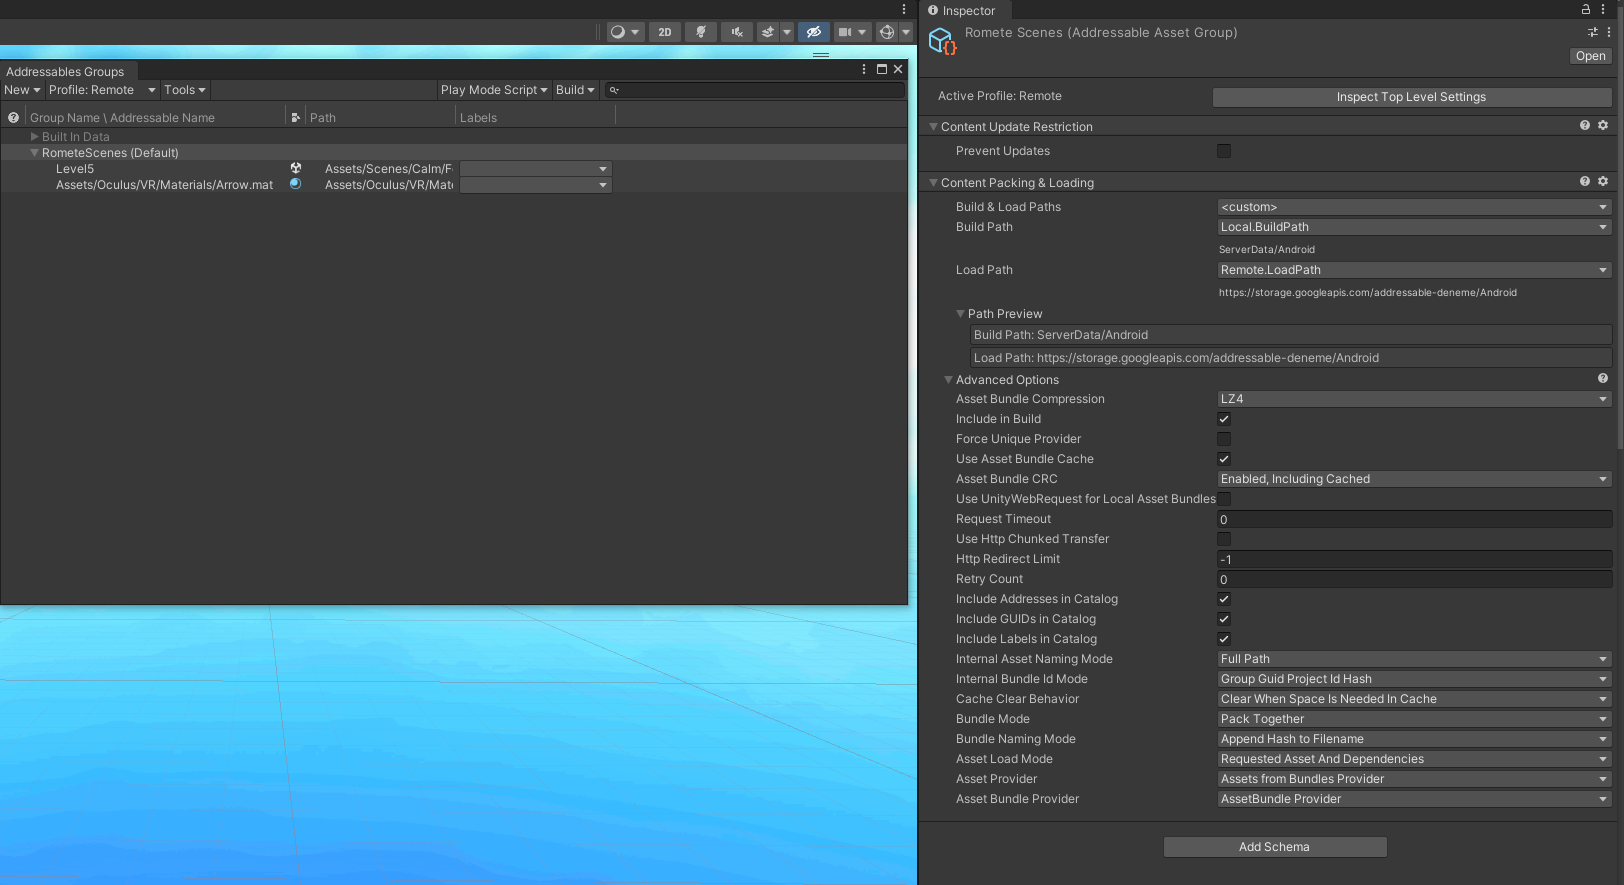 2D
Addressables Groups
New
Profile: Remote
Tools
Play Mode Script
Build
Group Name \ Addressable Name
Path
Labels
Built In Data
RometeScenes (Default)
Level5
Assets/Scenes/Calm/F
Assets/Oculus/VR/Materials/Arrow.mat
Assets/Oculus/VR/Mate
Inspector
Romete Scenes (Addressable Asset Group)
Open
Active Profile: Remote
Inspect Top Level Settings
Content Update Restriction
Prevent Updates
Content Packing & Loading
Build & Load Paths
<custom>
Build Path
Local.BuildPath
ServerData/Android
Load Path
Remote.LoadPath
https://storage.googleapis.com/addressable-deneme/Android
Path Preview
Build Path: ServerData/Android
Load Path: https://storage.googleapis.com/addressable-deneme/Android
Advanced Options
Asset Bundle Compression
LZ4
Include in Build
Force Unique Provider
Use Asset Bundle Cache
Asset Bundle CRC
Enabled, Including Cached
Use UnityWebRequest for Local Asset Bundles
Request Timeout
0
Use Http Chunked Transfer
Http Redirect Limit
-1
Retry Count
0
Include Addresses in Catalog
Include GUIDs in Catalog
Include Labels in Catalog
Internal Asset Naming Mode
Full Path
Internal Bundle Id Mode
Group Guid Project Id Hash
Cache Clear Behavior
Clear When Space Is Needed In Cache
Bundle Mode
Pack Together
Bundle Naming Mode
Append Hash to Filename
Asset Load Mode
Requested Asset And Dependencies
Asset Provider
Assets from Bundles Provider
Asset Bundle Provider
AssetBundle Provider
Add Schema